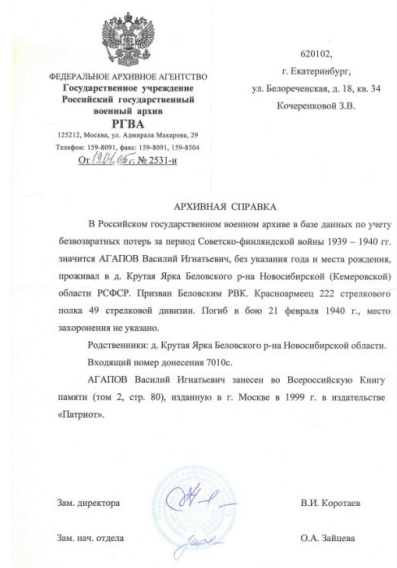 ФЕДЕРАЛЬНОЕ АРХИВНОЕ АГЕНТСТВО
Государственное учреждение
Российский государственный
военный архив
РГВА
125212, Москва, ул. Адмирала Макарова, 29
Телефон: 159-8091, факс: 159-8091, 159-8504
От 19.01.05 г. № 2531-и
620102,
г. Екатеринбург,
ул. Белореченская, д. 18, кв. 34
Кочеренковой З.В.
АРХИВНАЯ СПРАВКА
В Российском государственном военном архиве в базе данных по учету
безвозвратных потерь за период Советско-финляндской войны 1939 – 1940 гг.
значится АГАПОВ Василий Игнатьевич, без указания года и места рождения,
проживал в д. Крутая Ярка Беловского р-на Новосибирской (Кемеровской)
области РСФСР. Призван Беловским РВК. Красноармеец 222 стрелкового
полка 49 стрелковой дивизии. Погиб в бою 21 февраля 1940 г., место
захоронения не указано.
Родственники: д. Крутая Ярка Беловского р-на Новосибирской области.
Входящий номер донесения 7010с.
АГАПОВ Василий Игнатьевич занесен во Всероссийскую Книгу
памяти (том 2, стр. 80), изданную в г. Москве в 1999 г. в издательстве
«Патриот».
Зам. директора
В.И. Коротаев
Зам. нач. отдела
О.А. Зайцева